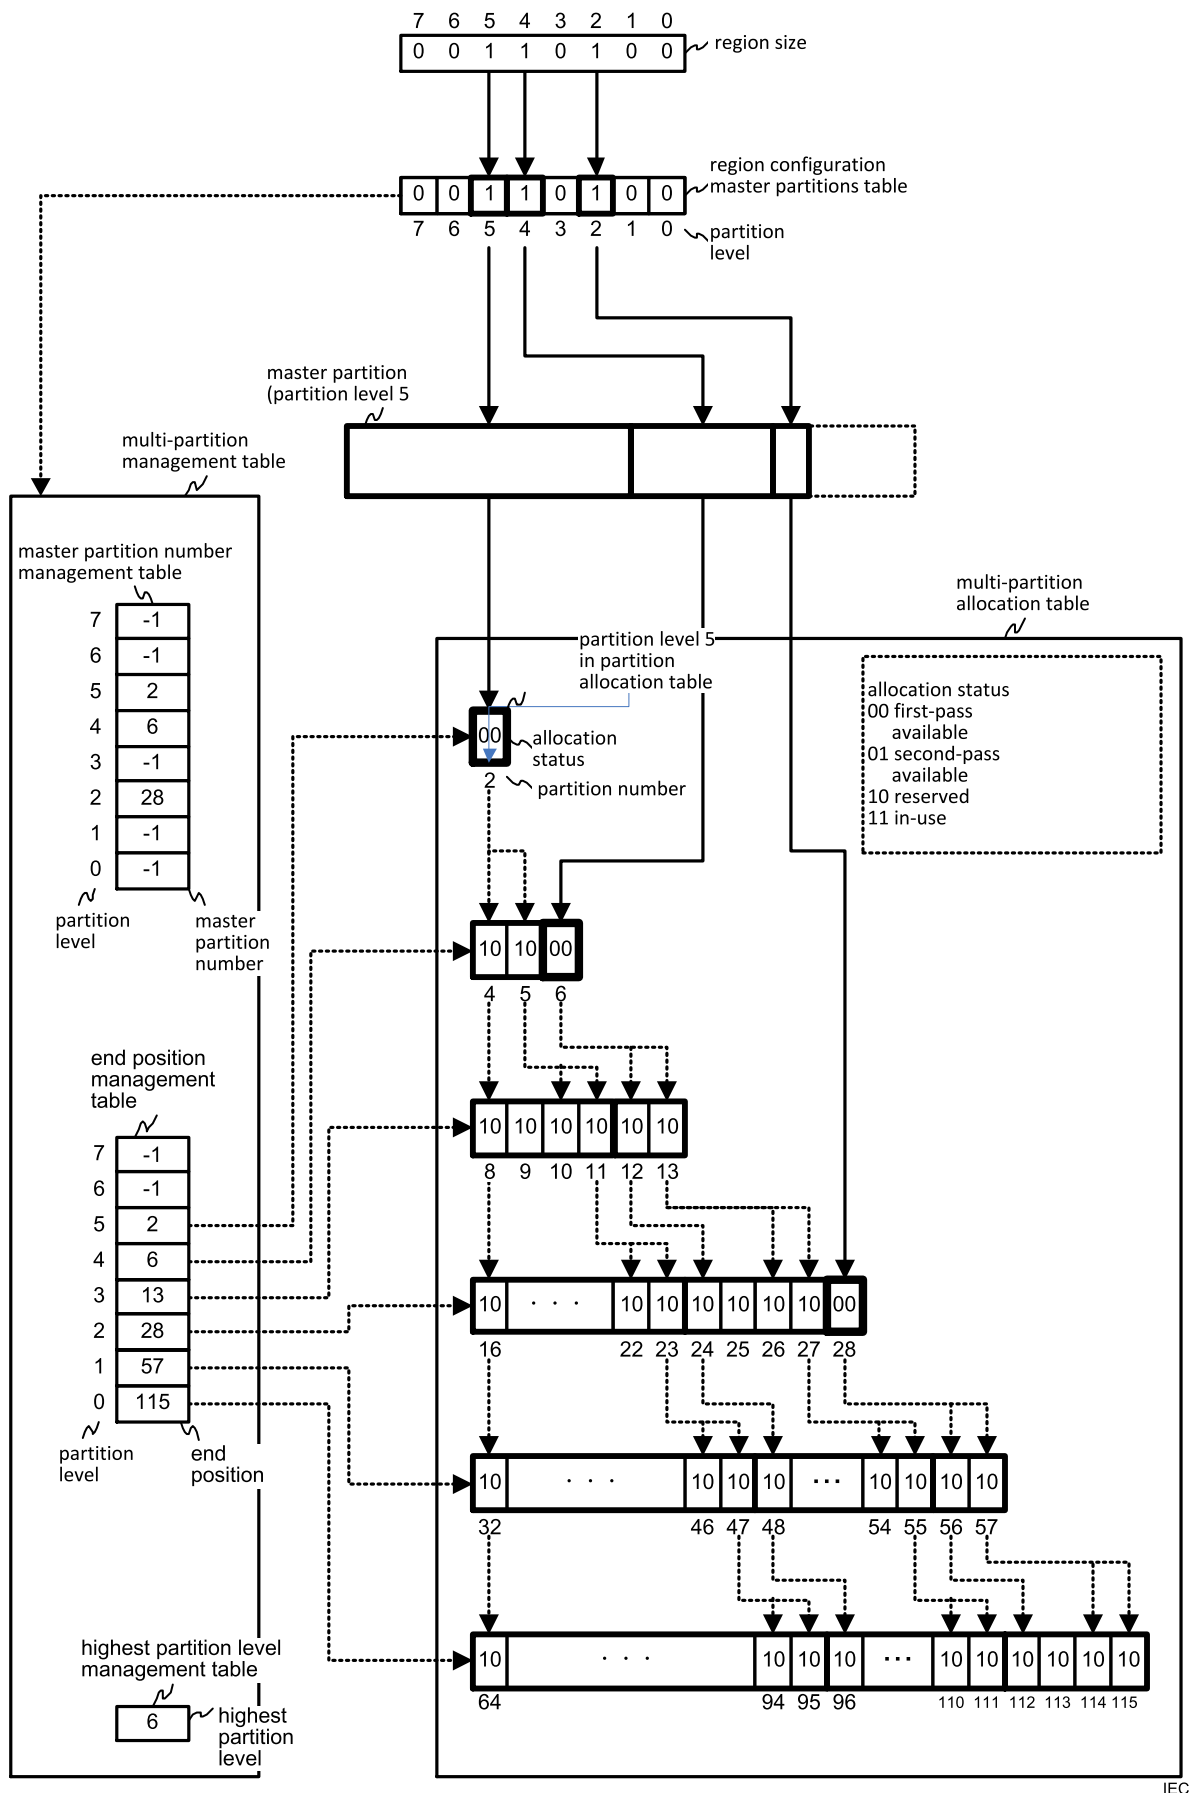 7 6 5 4 3 2 1 0
0 0 1 1 0 1 0 0
region size
region configuration
master partitions table
0 0 1 1 0 1 0 0
7 6 5 4 3 2 1 0
partition
level
master partition
(partition level 5
multi-partition
management table
master partition number
management table
7 -1
6 -1
5 2
4 6
3 -1
2 28
1 -1
0 -1
partition
level
master
partition
number
end position
management
table
7 -1
6 -1
5 2
4 6
3 13
2 28
1 57
0 115
partition
level
end
position
highest partition level
management table
6
highest
partition
level
multi-partition
allocation table
partition level 5
in partition
allocation table
allocation status
00 first-pass
available
01 second-pass
available
10 reserved
11 in-use
00
allocation
status
2
partition number
10 10 00
4 5 6
10 10 10 10 10 10
8 9 10 11 12 13
10 · · · 10 10 10 10 10 10 00
16 22 23 24 25 26 27 28
10 · · · 10 10 10 ... 10 10 10 10
32 46 47 48 54 55 56 57
10 · · · 10 10 10 ... 10 10 10 10 10 10
64 94 95 96 110 111 112 113 114 115
IEC